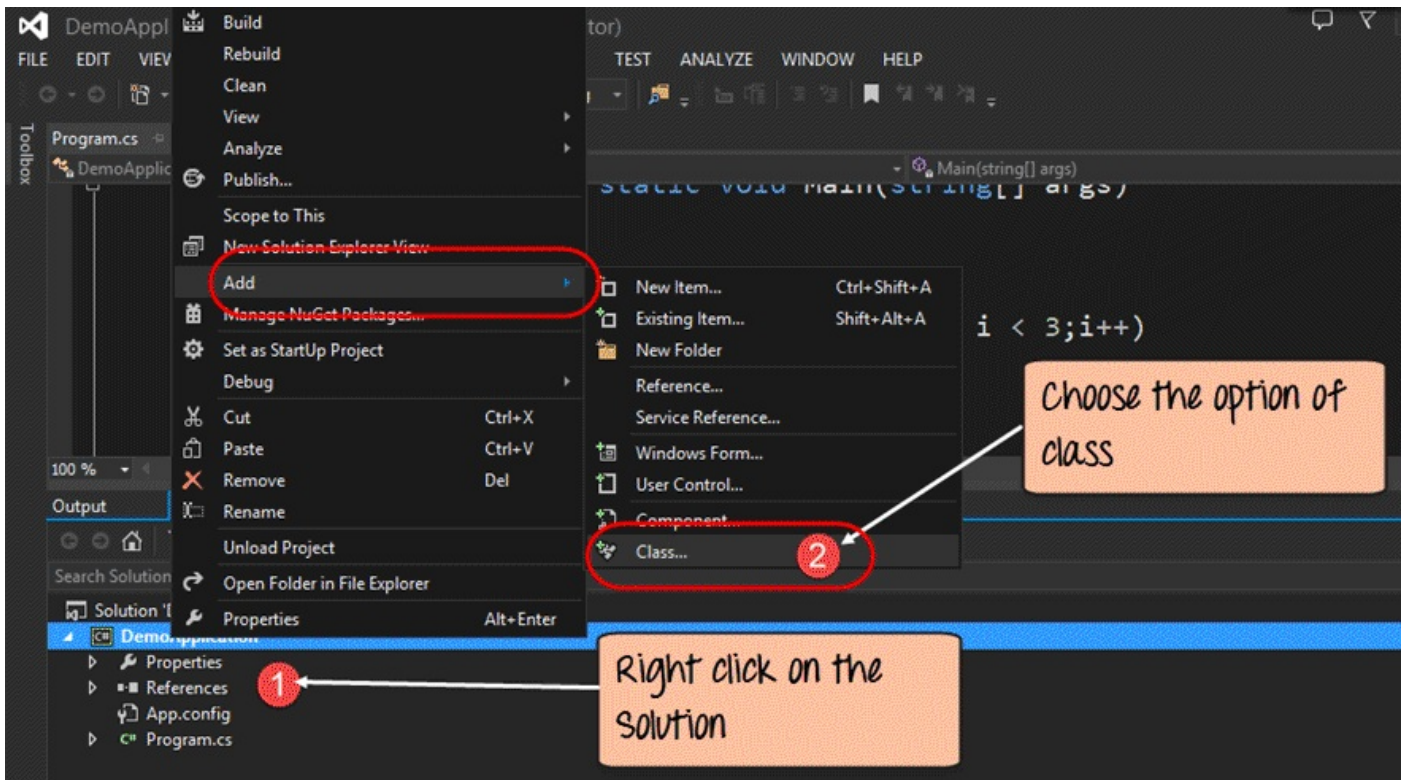 DemoAppl
tor)
FILE EDIT VIEW TEST ANALYZE WINDOW HELP
Toolbox
Program.cs
DemoApplic
Main(string[] args)
static void Main(string[] args)
i < 3;i++)
100 %
Output
Search Solution
Solution 'D
DemoApplication
Properties
References
App.config
Program.cs
Build
Rebuild
Clean
View
Analyze
Publish...
Scope to This
New Solution Explorer View
Add
Manage NuGet Packages...
Set as StartUp Project
Debug
Cut Ctrl+X
Paste Ctrl+V
Remove Del
Rename
Unload Project
Open Folder in File Explorer
Properties Alt+Enter
New Item... Ctrl+Shift+A
Existing Item... Shift+Alt+A
New Folder
Reference...
Service Reference...
Windows Form...
User Control...
Component...
Class...
2
Choose the option of
class
1
Right click on the
Solution